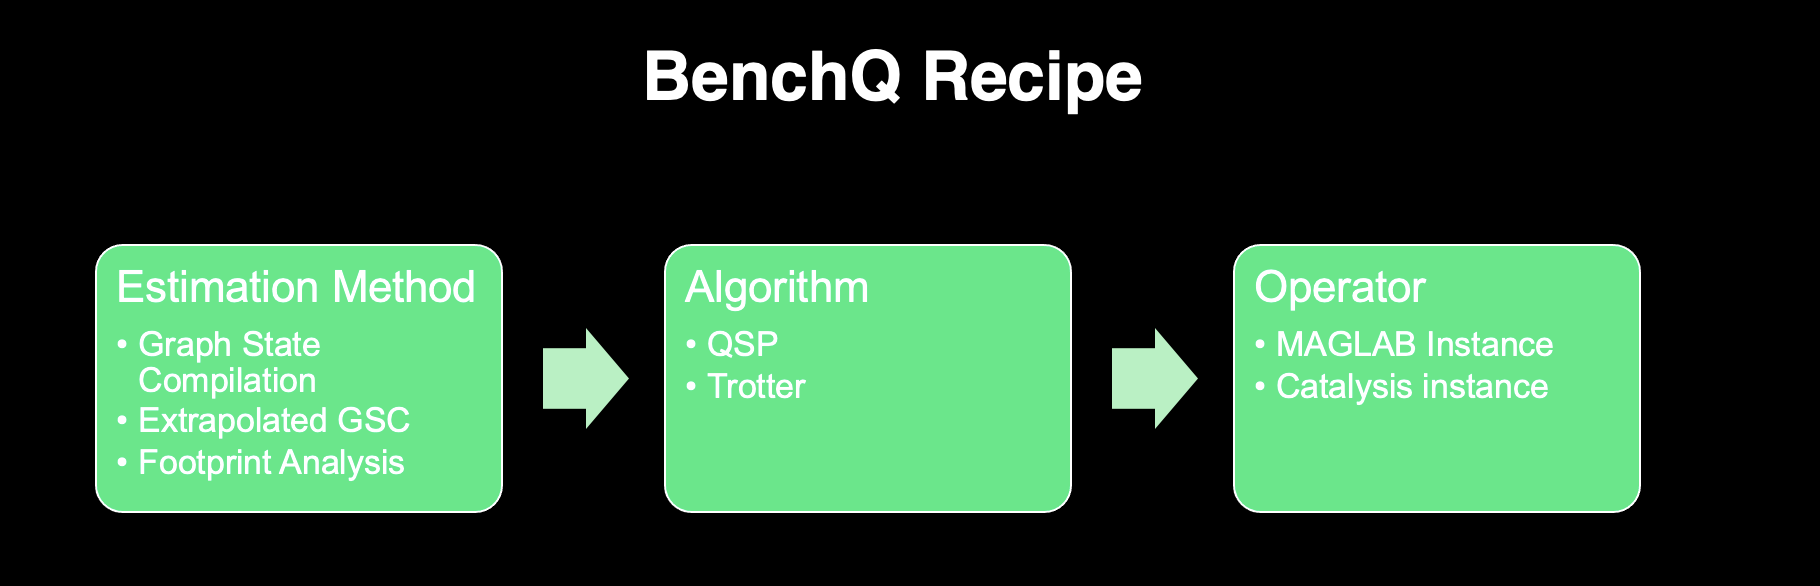 BenchQ Recipe
Estimation Method
• Graph State
Compilation
• Extrapolated GSC
• Footprint Analysis
Algorithm
• QSP
• Trotter
Operator
• MAGLAB Instance
• Catalysis instance